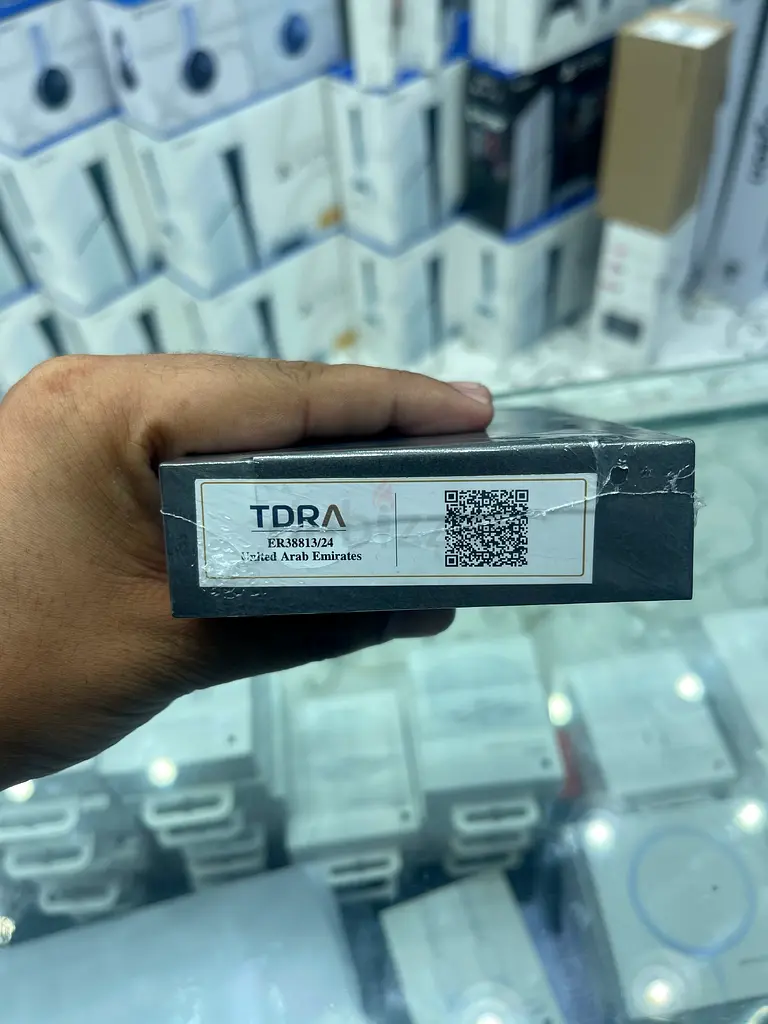 TDRA
ER38813/24
United Arab Emirates